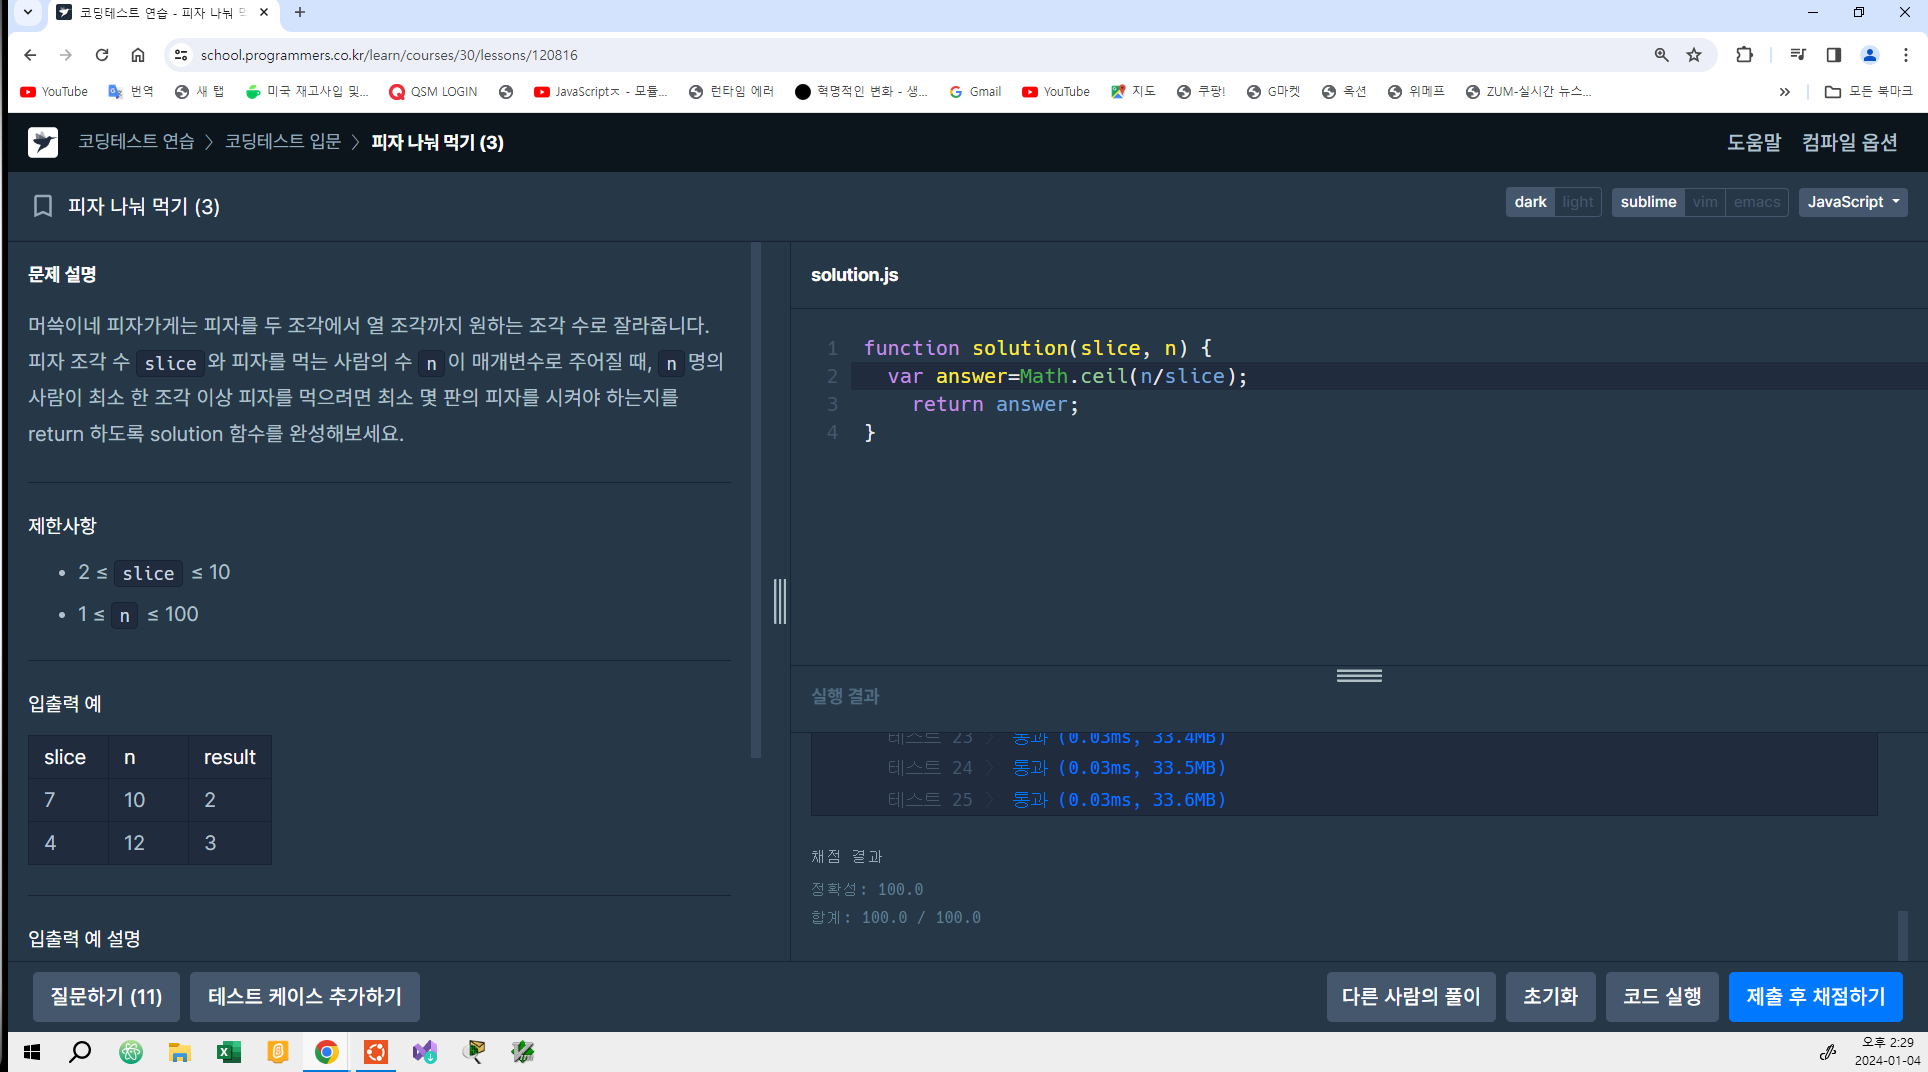 코딩테스트 연습 - 피자 나눠 먹
school.programmers.co.kr/learn/courses/30/lessons/120816
YouTube 번역 새 탭 미국 재고사입 및... QSM LOGIN JavaScriptㅈ - 모듈... 런타임 에러 혁명적인 변화 - 생... Gmail YouTube 지도 쿠팡! G마켓 옥션 위메프 ZUM-실시간 뉴스... » 모든 북마크
코딩테스트 연습 > 코딩테스트 입문 > 피자 나눠 먹기 (3) 도움말 컴파일 옵션
피자 나눠 먹기 (3) dark light sublime vim emacs JavaScript
문제 설명
머쓱이네 피자가게는 피자를 두 조각에서 열 조각까지 원하는 조각 수로 잘라줍니다.
피자 조각 수 slice 와 피자를 먹는 사람의 수 n 이 매개변수로 주어질 때, n 명의
사람이 최소 한 조각 이상 피자를 먹으려면 최소 몇 판의 피자를 시켜야 하는지를
return 하도록 solution 함수를 완성해보세요.
제한사항
• 2 ≤ slice ≤ 10
• 1 ≤ n ≤ 100
입출력 예
slice n result
7 10 2
4 12 3
입출력 예 설명
질문하기 (11) 테스트 케이스 추가하기
solution.js
1 function solution(slice, n) {
2 var answer=Math.ceil(n/slice);
3 return answer;
4 }
실행 결과
테스트 23 > 통과 (0.03ms, 33.4MB)
테스트 24 > 통과 (0.03ms, 33.5MB)
테스트 25 > 통과 (0.03ms, 33.6MB)
채점 결과
정확성: 100.0
합계: 100.0 / 100.0
다른 사람의 풀이 초기화 코드 실행 제출 후 채점하기
오후 2:29
2024-01-04